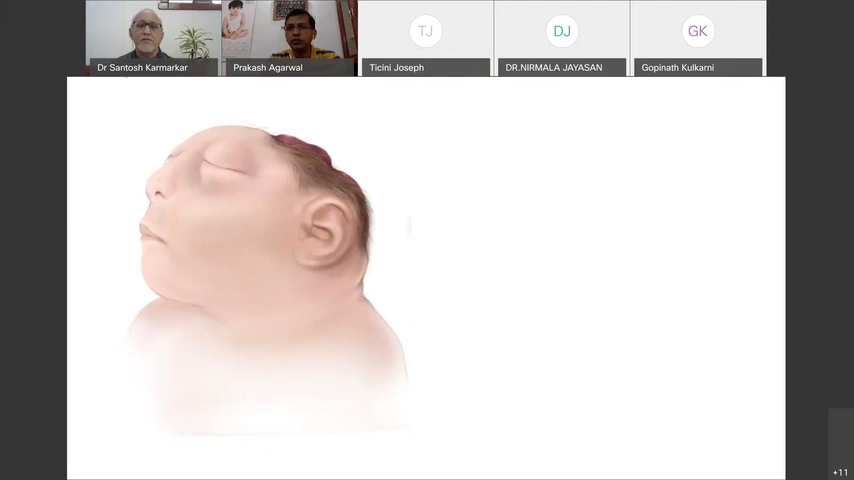 TJ
DJ
GK
Dr Santosh Karmarkar
Prakash Agarwal
Ticini Joseph
DR.NIRMALA JAYASAN
Gopinath Kulkarni
+11